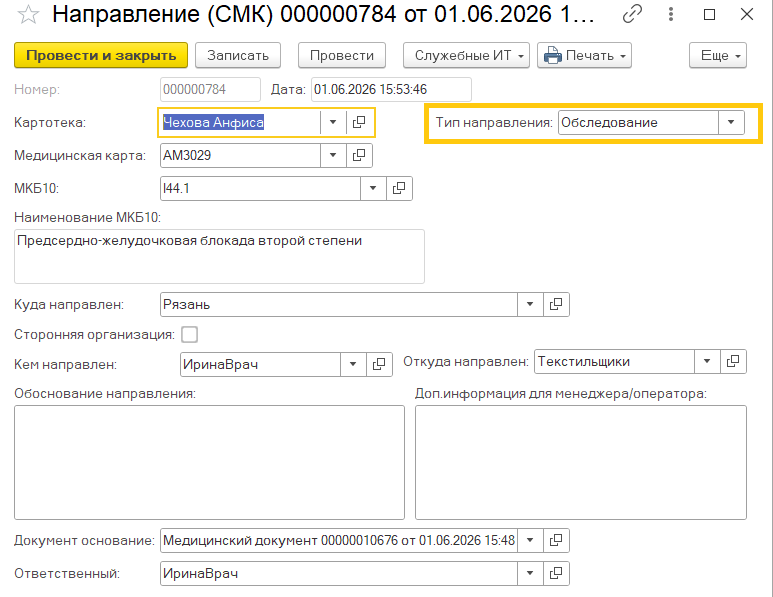 Направление (СМК) 000000784 от 01.06.2026 1...
Провести и закрыть Записать Провести Служебные ИТ Печать Еще
Номер: 000000784 Дата: 01.06.2026 15:53:46
Картотека: Чехова Анфиса Тип направления: Обследование
Медицинская карта: АМ3029
МКБ10: I44.1
Наименование МКБ10:
Предсердно-желудочковая блокада второй степени
Куда направлен: Рязань
Сторонняя организация:
Кем направлен: ИринаВрач Откуда направлен: Текстильщики
Обоснование направления: Доп.информация для менеджера/оператора:
Документ основание: Медицинский документ 00000010676 от 01.06.2026 15:48
Ответственный: ИринаВрач